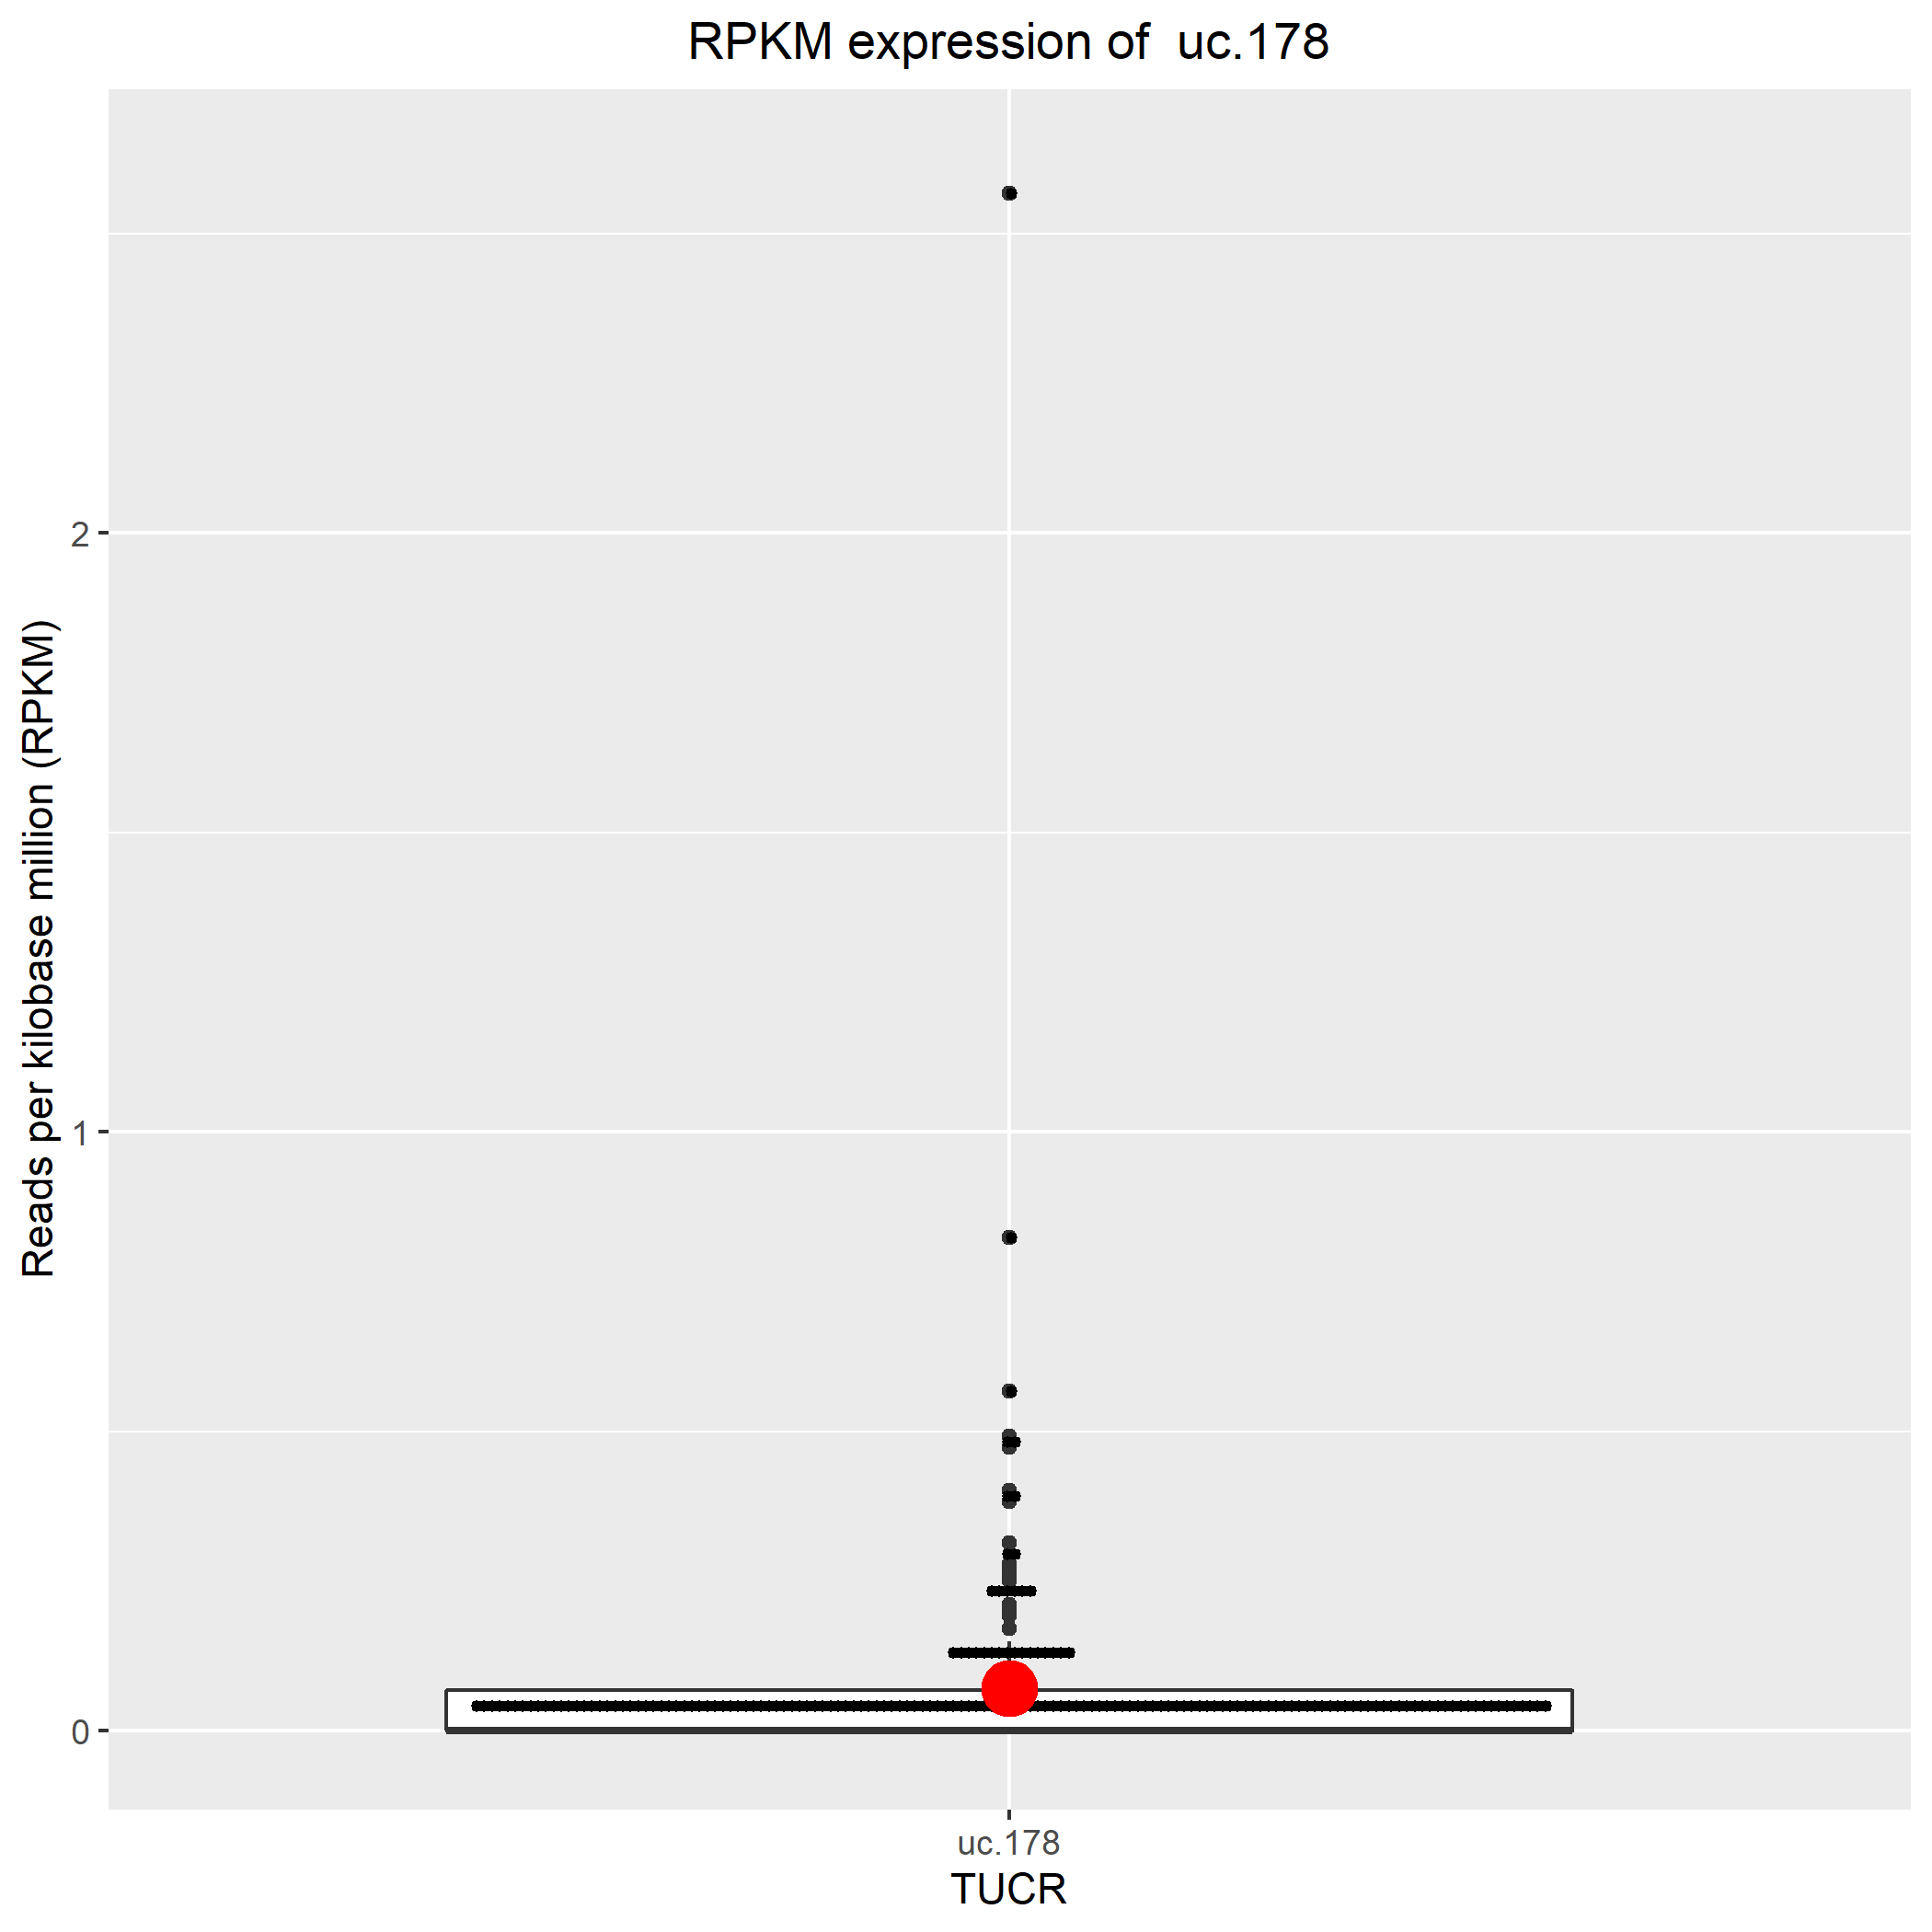 RPKM expression of  uc.178
Reads per kilobase million (RPKM)
2
1
0
uc.178
TUCR